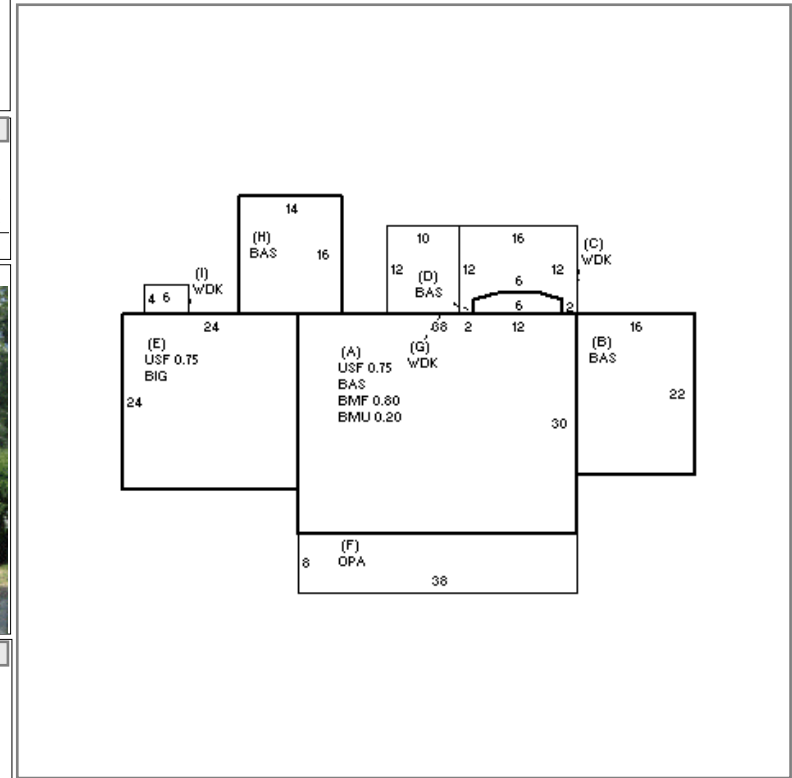 14
(H)
BAS
16
10
16
(C)
WDK
12
(D)
BAS
12
12
6
(I)
WDK
4 6
6
2
24
(E)
USF 0.75
BIG
24
68
2
12
(G)
WDK
(A)
USF 0.75
BAS
BMF 0.80
BMU 0.20
30
16
(B)
BAS
22
(F)
OPA
8
38